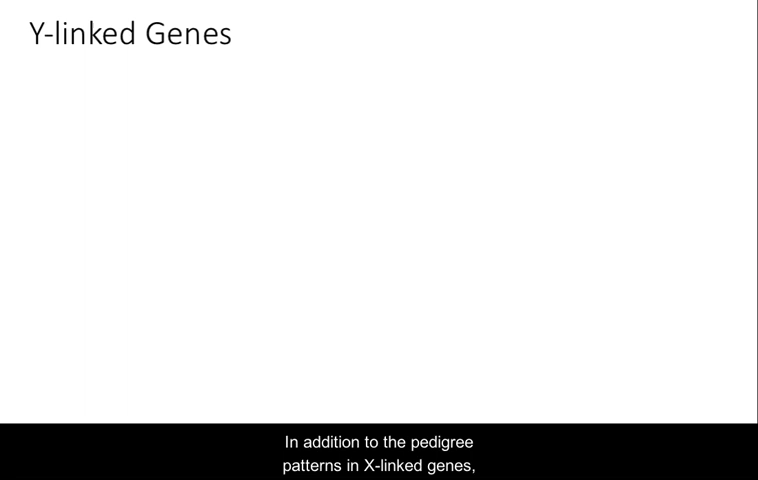 Y-linked Genes
In addition to the pedigree
patterns in X-linked genes,